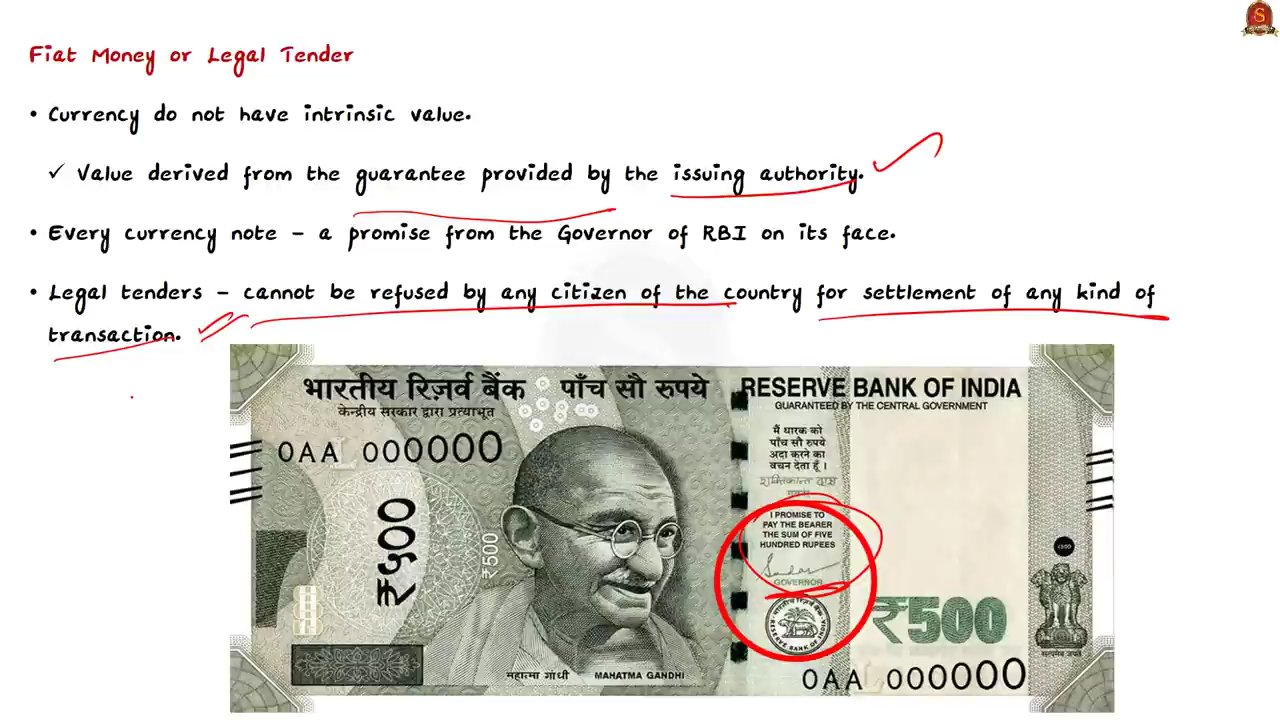 Fiat Money or Legal Tender
• Currency do not have intrinsic value.
✓ Value derived from the guarantee provided by the issuing authority.
• Every currency note – a promise from the Governor of RBI on its face.
• Legal tenders – cannot be refused by any citizen of the country for settlement of any kind of
transaction.
भारतीय रिज़र्व बैंक पाँच सौ रुपये RESERVE BANK OF INDIA
केन्द्रीय सरकार द्वारा प्रत्याभूत GUARANTEED BY THE CENTRAL GOVERNMENT
0AA 000000
₹५००
₹500
मैं धारक को
पाँच सौ रुपये
अदा करने का
वचन देता हूँ ।
I PROMISE TO
PAY THE BEARER
THE SUM OF FIVE
HUNDRED RUPEES
GOVERNOR
₹500
सत्यमेव जयते
महात्मा गांधी MAHATMA GANDHI
0AA 000000